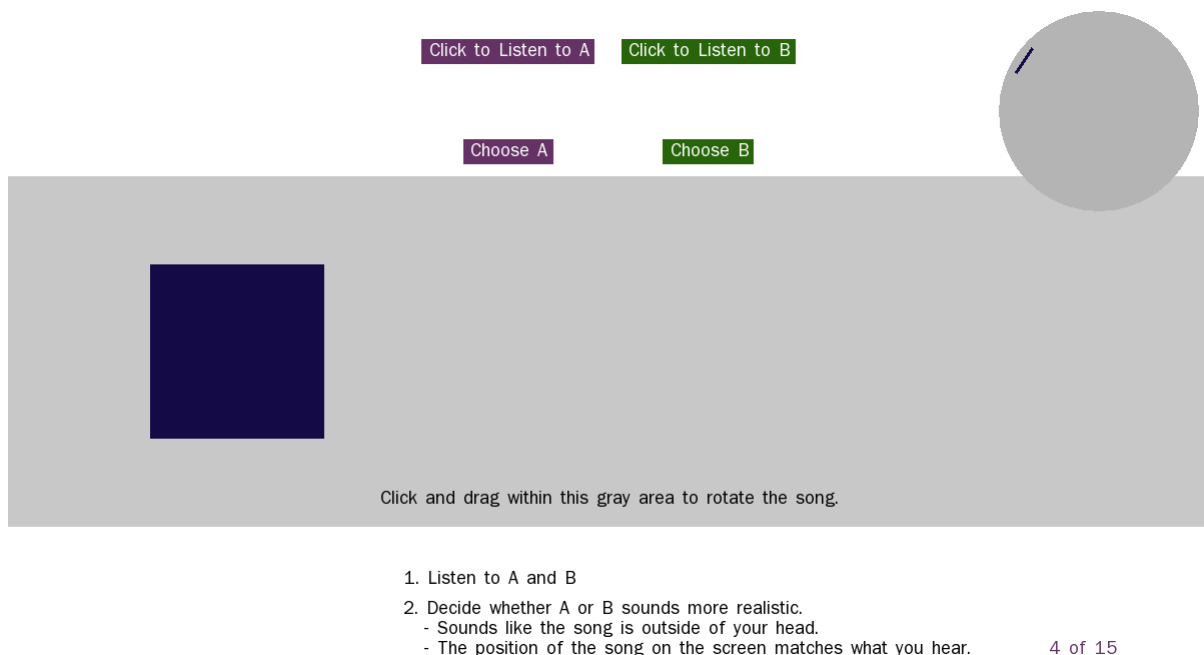 Click to Listen to A
Click to Listen to B
Choose A
Choose B
Click and drag within this gray area to rotate the song.
1. Listen to A and B
2. Decide whether A or B sounds more realistic.
- Sounds like the song is outside of your head.
- The position of the song on the screen matches what you hear.
4 of 15